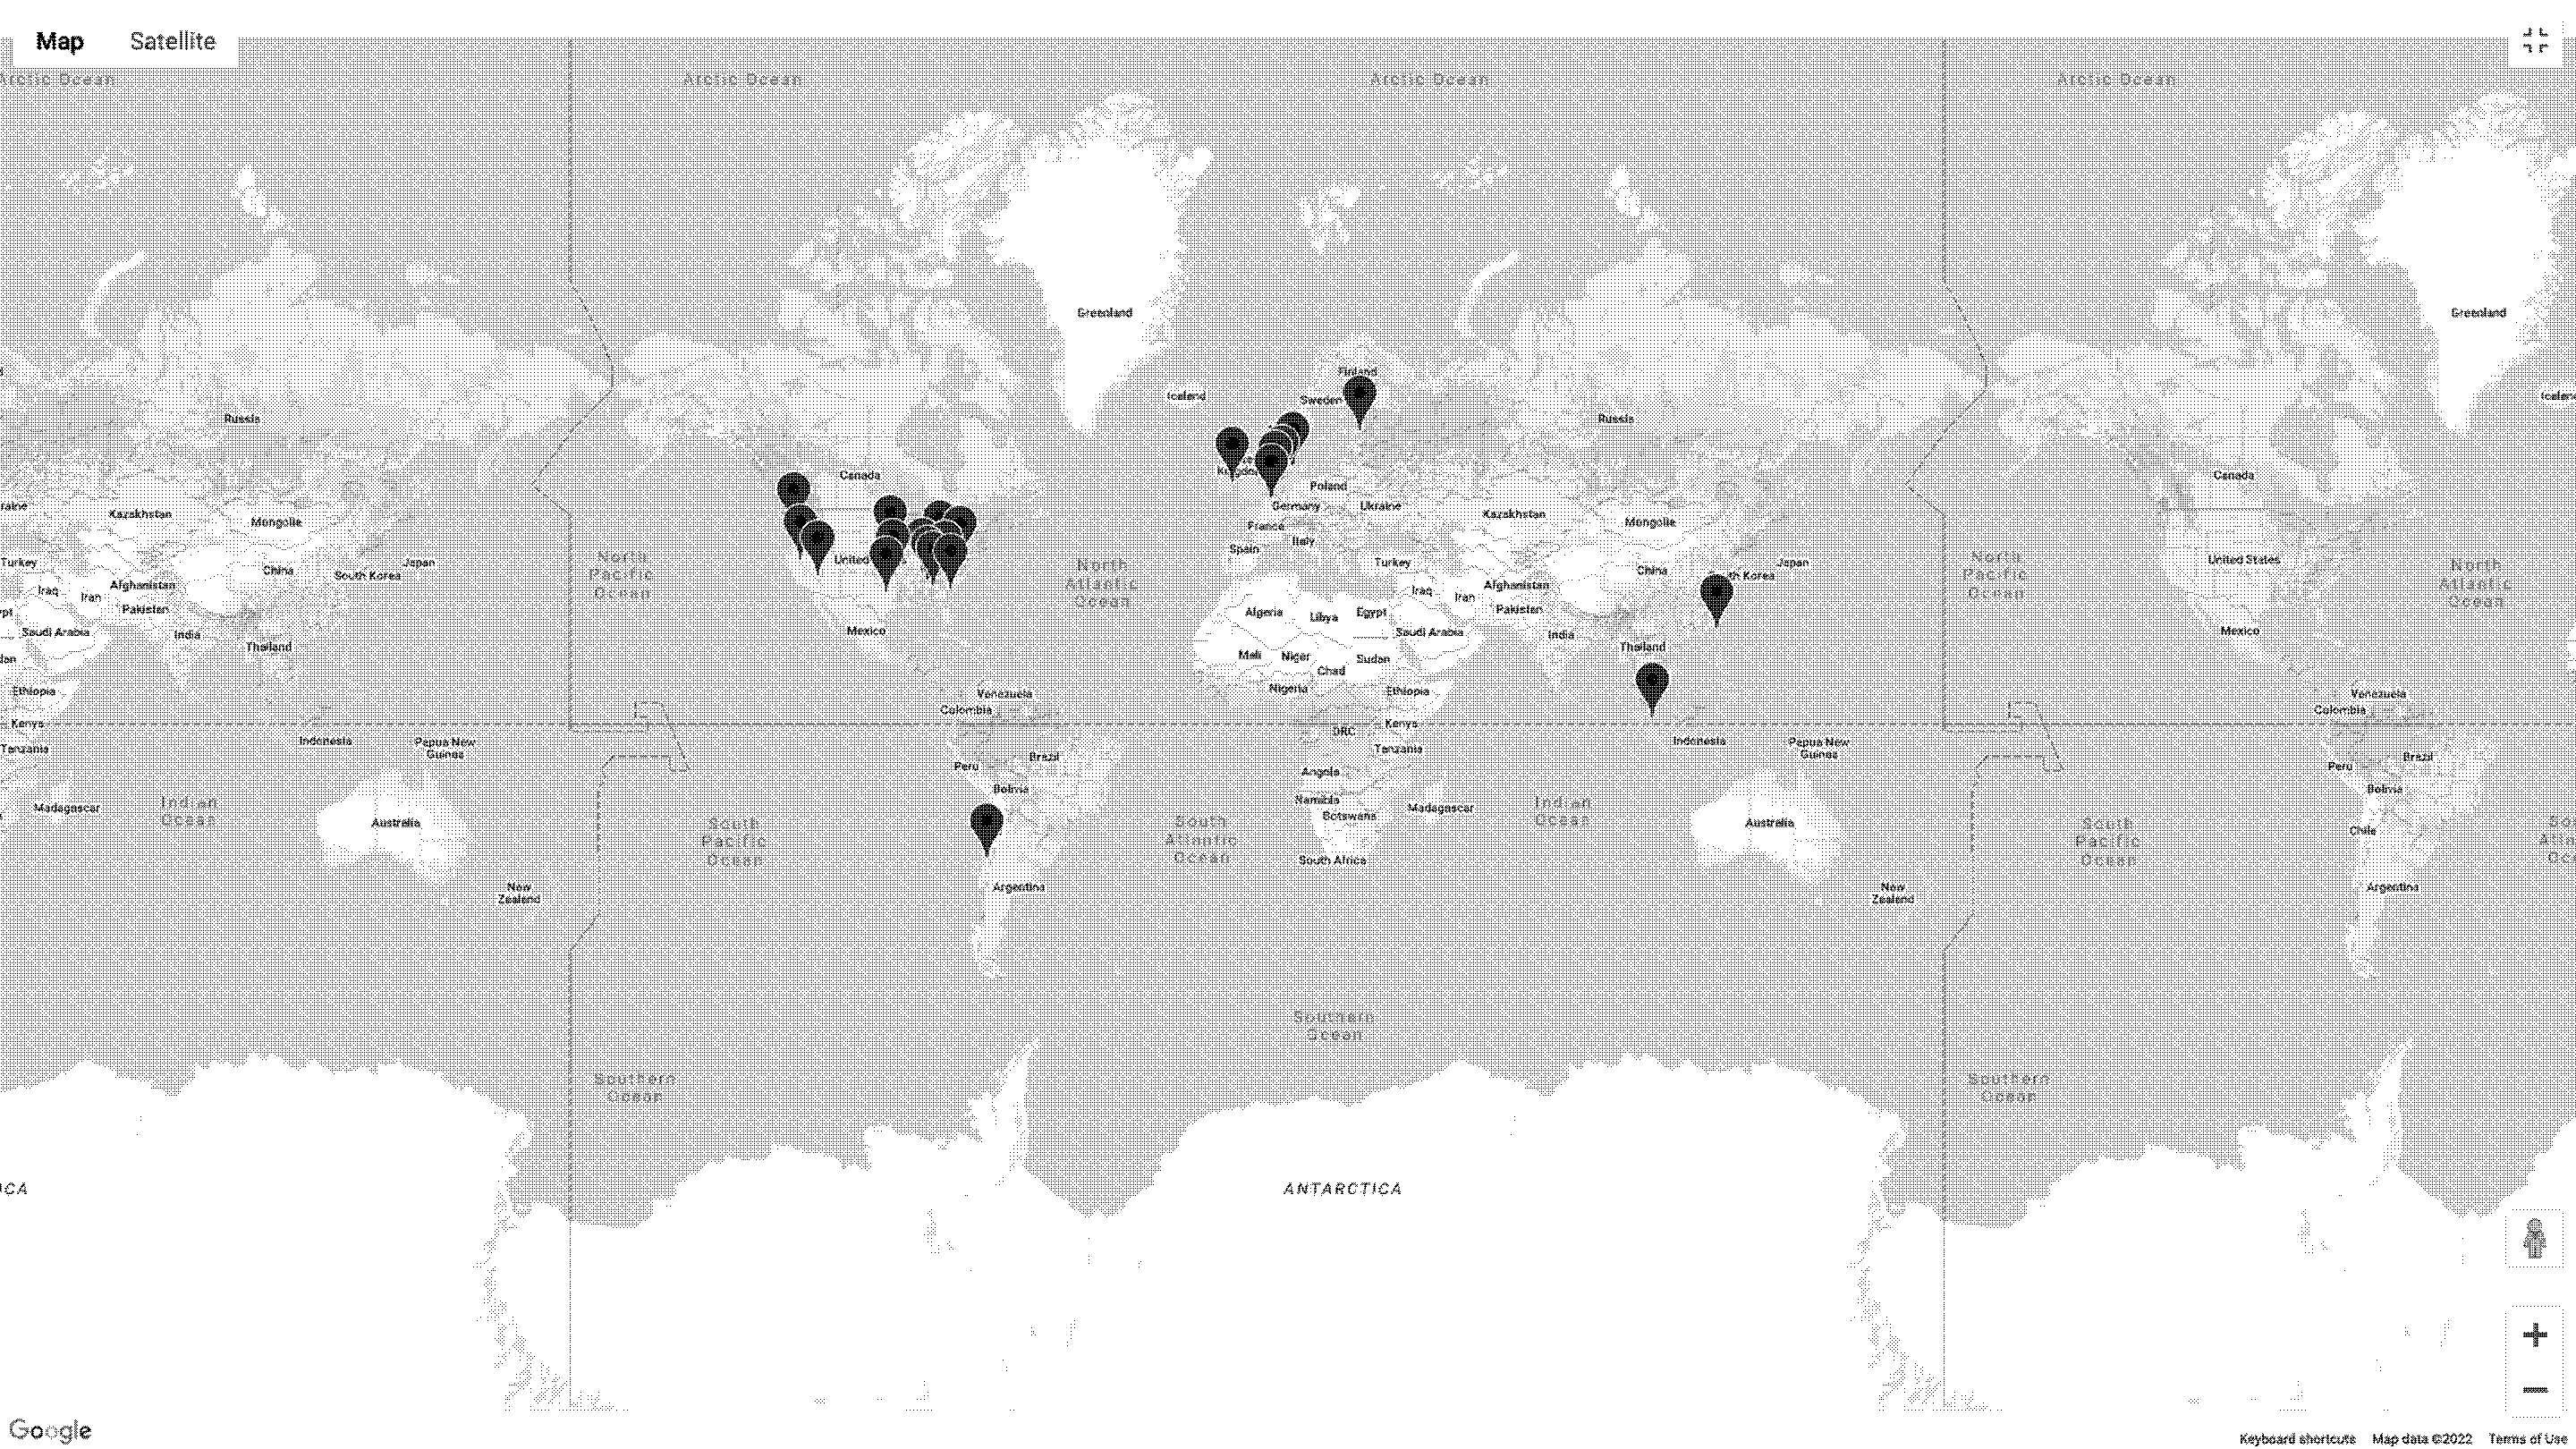 Map Satellite
Arctic Ocean Arctic Ocean Arctic Ocean Arctic Ocean
Greenland Greenland
Finland
Iceland Sweden
Russia Russia
Canada Canada
Poland
Kazakhstan Mongolia Germany Ukraine Kazakhstan Mongolia
France
Spain Italy
Turkey China South Korea Japan
North
Pacific
Ocean
United
North
Atlantic
Ocean
Turkey China Japan
North
Pacific
Ocean
United States
North
Atlantic
Ocean
Iraq Iran Afghanistan Pakistan
Iraq Iran Afghanistan Pakistan
Saudi Arabia India Thailand
Mexico
Algeria Libya Egypt Saudi Arabia India
Mexico
Mali Niger Chad Sudan Thailand
Ethiopia Venezuela Nigeria Ethiopia Venezuela
Kenya Colombia DRC Kenya Colombia
Tanzania Indonesia Papua New
Guinea
Peru Brazil Tanzania Indonesia Papua New
Guinea
Peru Brazil
Bolivia Angola Bolivia
Madagascar Indian
Ocean
Australia
South
Pacific
Ocean
South
Atlantic
Ocean
Namibia
Botswana
Madagascar
Indian
Ocean
Australia
South
Pacific
Ocean
Chile
South Africa
New
Zealand
Argentina
New
Zealand
Argentina
Southern
Ocean
Southern
Ocean
Southern
Ocean
ANTARCTICA
Google
Keyboard shortcuts Map data ©2022 Terms of Use